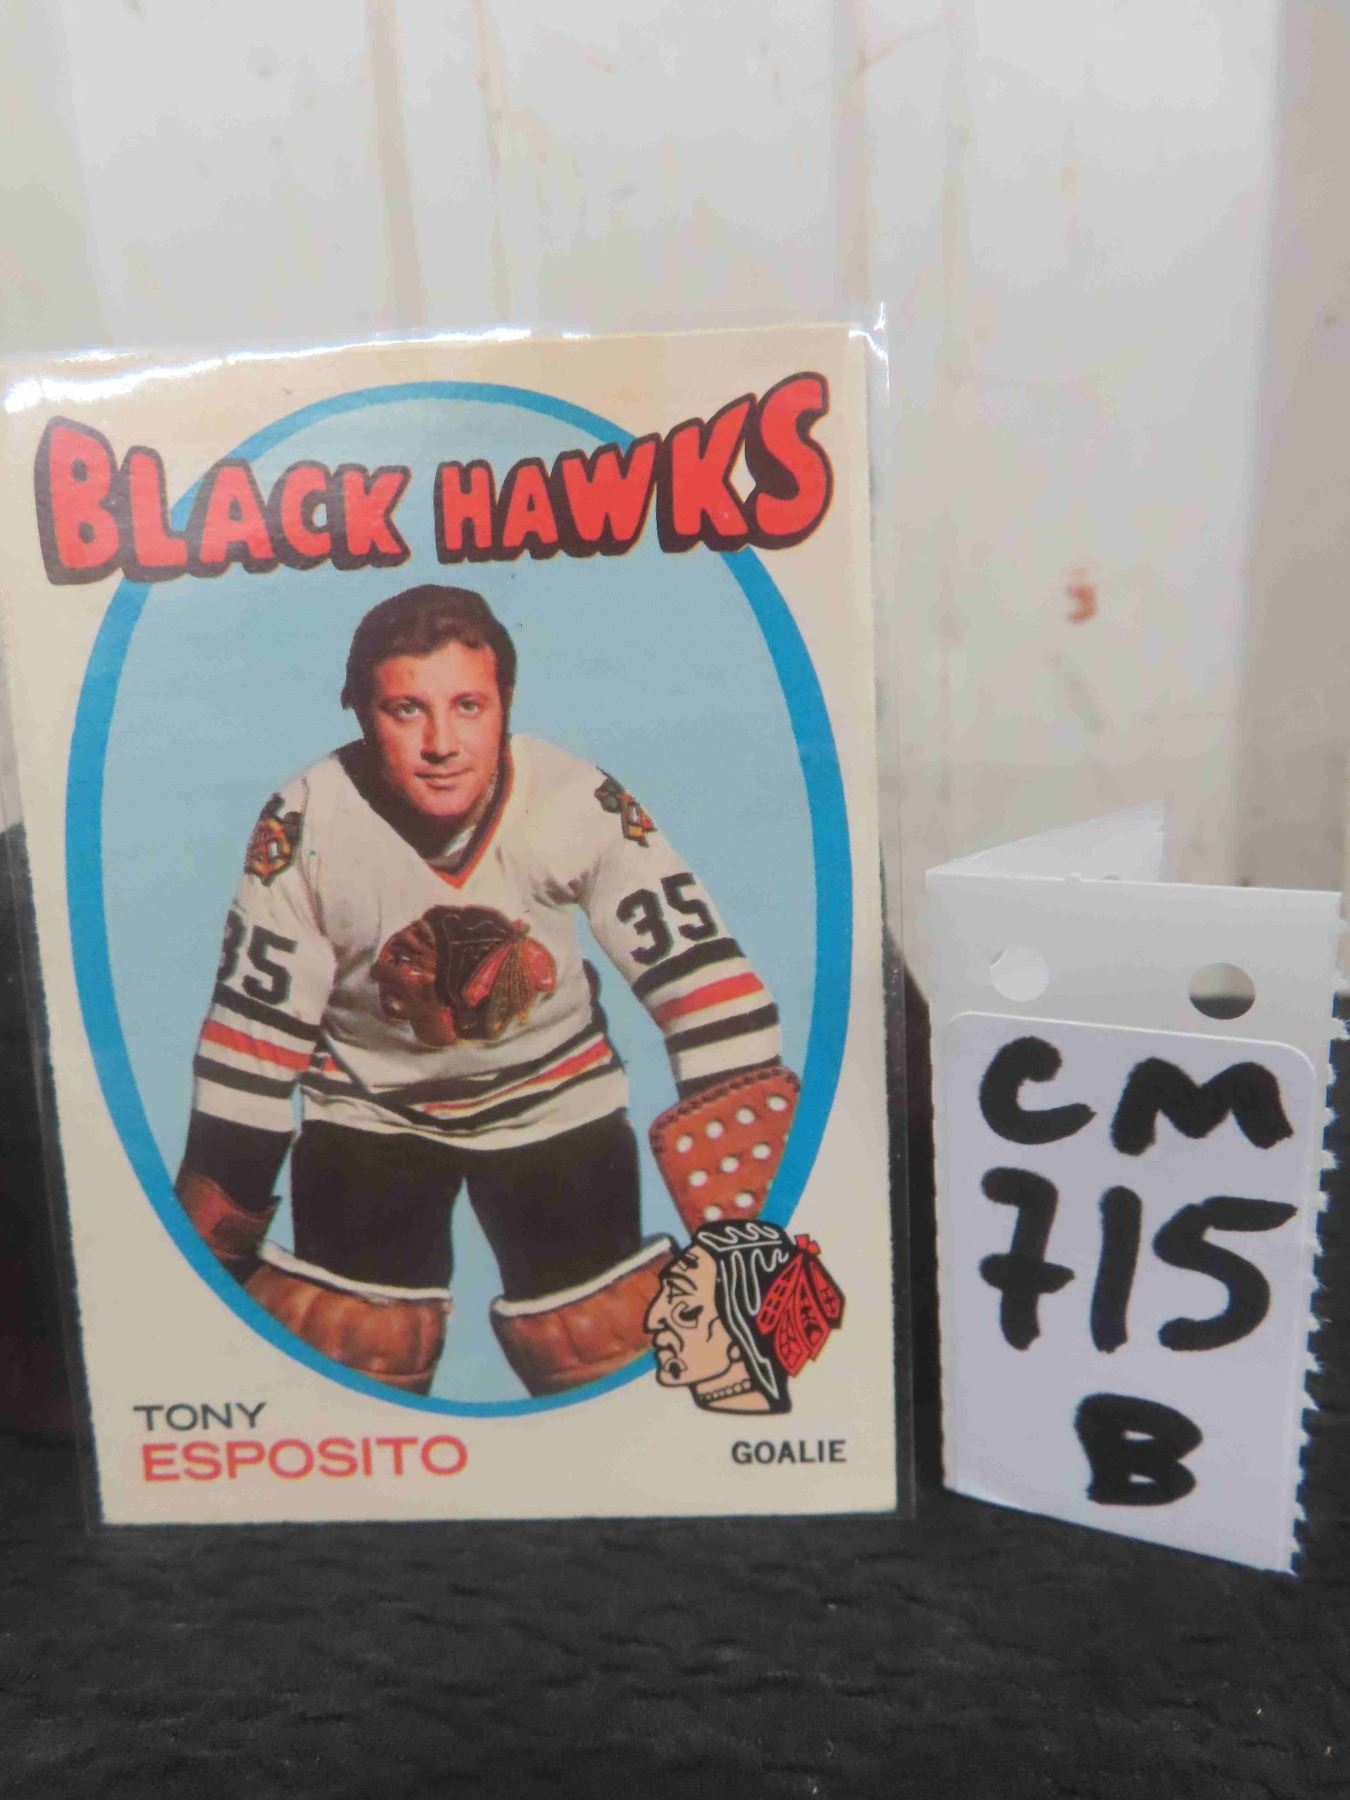 BLACK HAWKS
35
35
TONY
ESPOSITO
GOALIE
CM
715
B